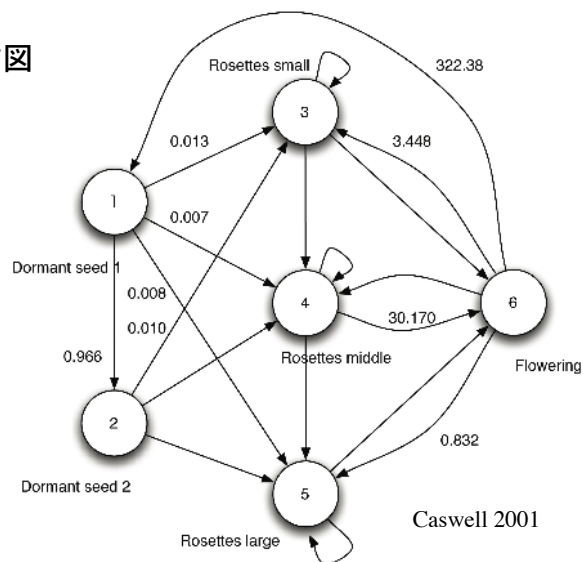 図
Rosettes small
322.38
3
3.448
0.013
1
0.007
Dormant seed 1
0.008
4
6
0.010
30.170
Rosettes middle
0.966
Flowering
2
0.832
Dormant seed 2
5
Caswell 2001
Rosettes large